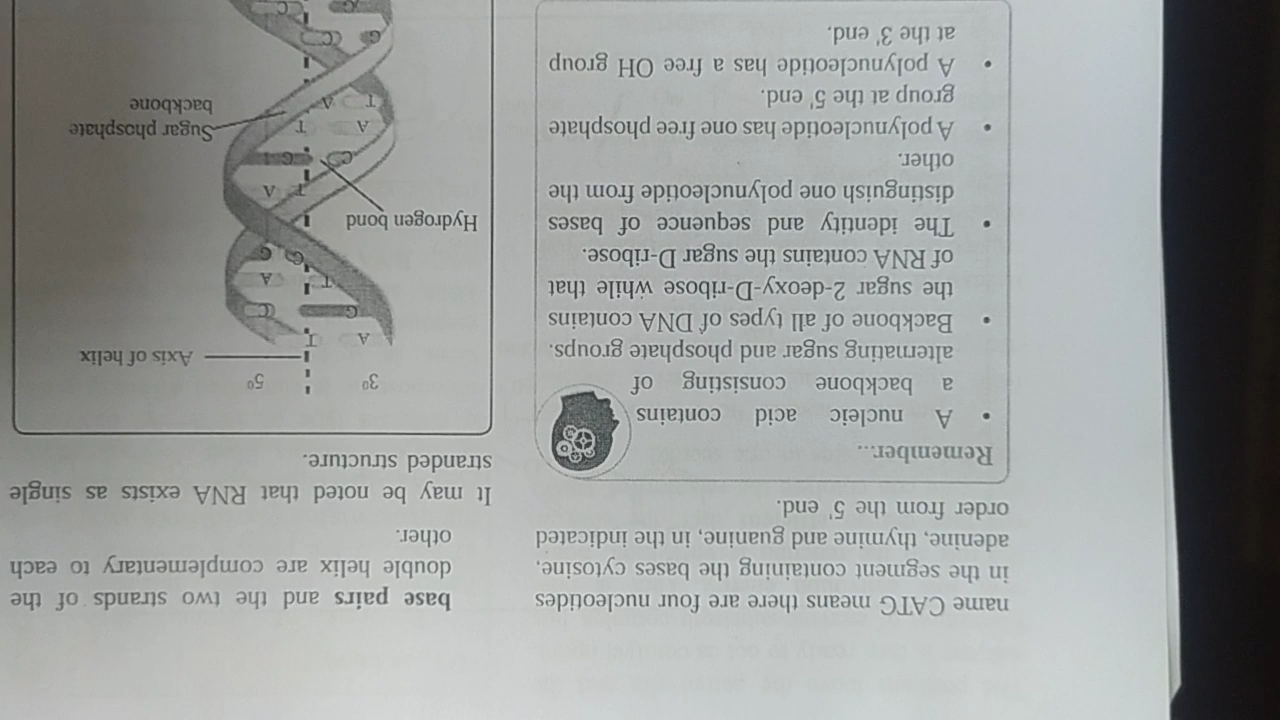 name CATG means there are four nucleotides
in the segment containing the bases cytosine,
adenine, thymine and guanine, in the indicated
order from the 5' end.
Remember...
• A nucleic acid contains
a backbone consisting of
alternating sugar and phosphate groups.
• Backbone of all types of DNA contains
the sugar 2-deoxy-D-ribose while that
of RNA contains the sugar D-ribose.
• The identity and sequence of bases
distinguish one polynucleotide from the
other.
• A polynucleotide has one free phosphate
group at the 5' end.
• A polynucleotide has a free OH group
at the 3' end.
base pairs and the two strands of the
double helix are complementary to each
other.
It may be noted that RNA exists as single
stranded structure.
3º 5º
Axis of helix
A T
G C
T A
G
Hydrogen bond
T A
C G
A T
Sugar phosphate
T A
backbone
G C
G C